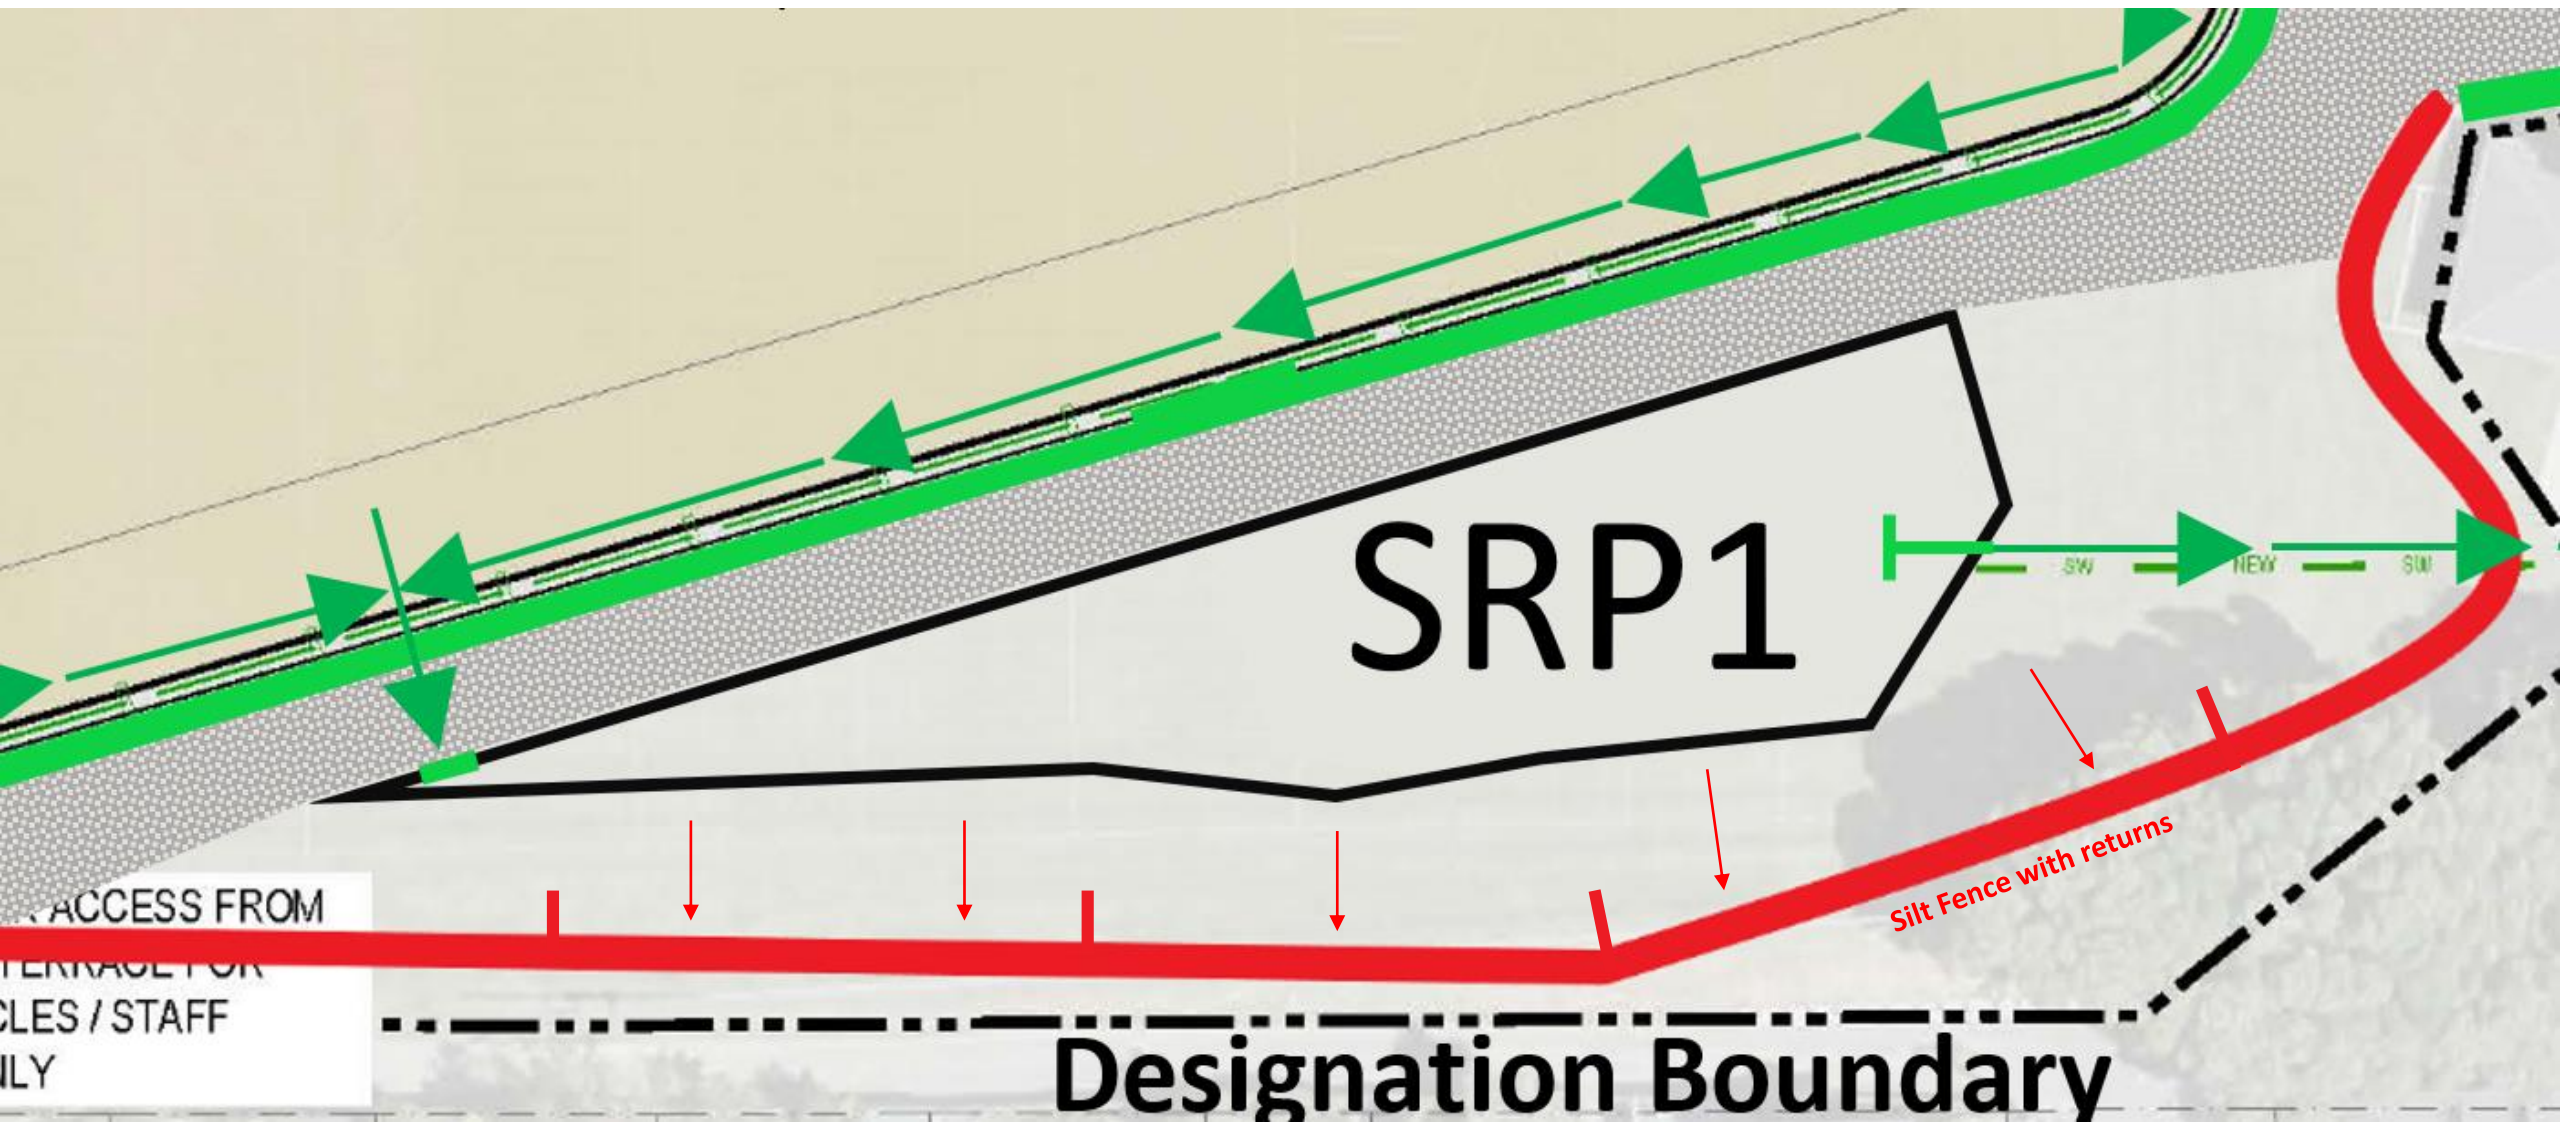 SRP1
SW
NEW
SW
ACCESS FROM
Silt Fence with returns
CLES / STAFF
Designation Boundary